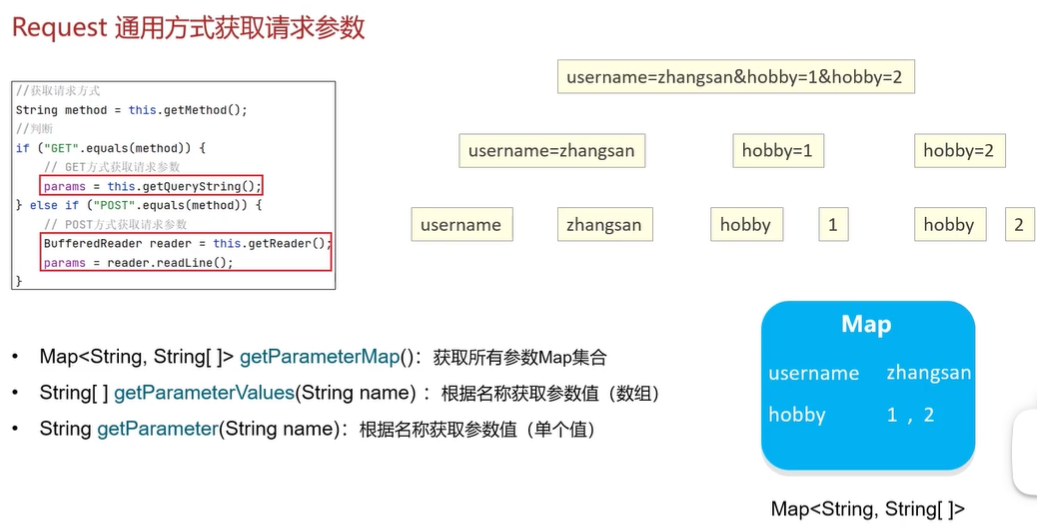 Request 通用方式获取请求参数
//获取请求方式
String method = this.getMethod();
//判断
if ("GET".equals(method)) {
// GET方式获取请求参数
params = this.getQueryString();
} else if ("POST".equals(method)) {
// POST方式获取请求参数
BufferedReader reader = this.getReader();
params = reader.readLine();
}
username=zhangsan&hobby=1&hobby=2
username=zhangsan hobby=1 hobby=2
username zhangsan hobby 1 hobby 2
• Map<String, String[ ]> getParameterMap()：获取所有参数Map集合
• String[ ] getParameterValues(String name) ：根据名称获取参数值（数组）
• String getParameter(String name)：根据名称获取参数值（单个值）
Map
username zhangsan
hobby 1 , 2
Map<String, String[ ]>